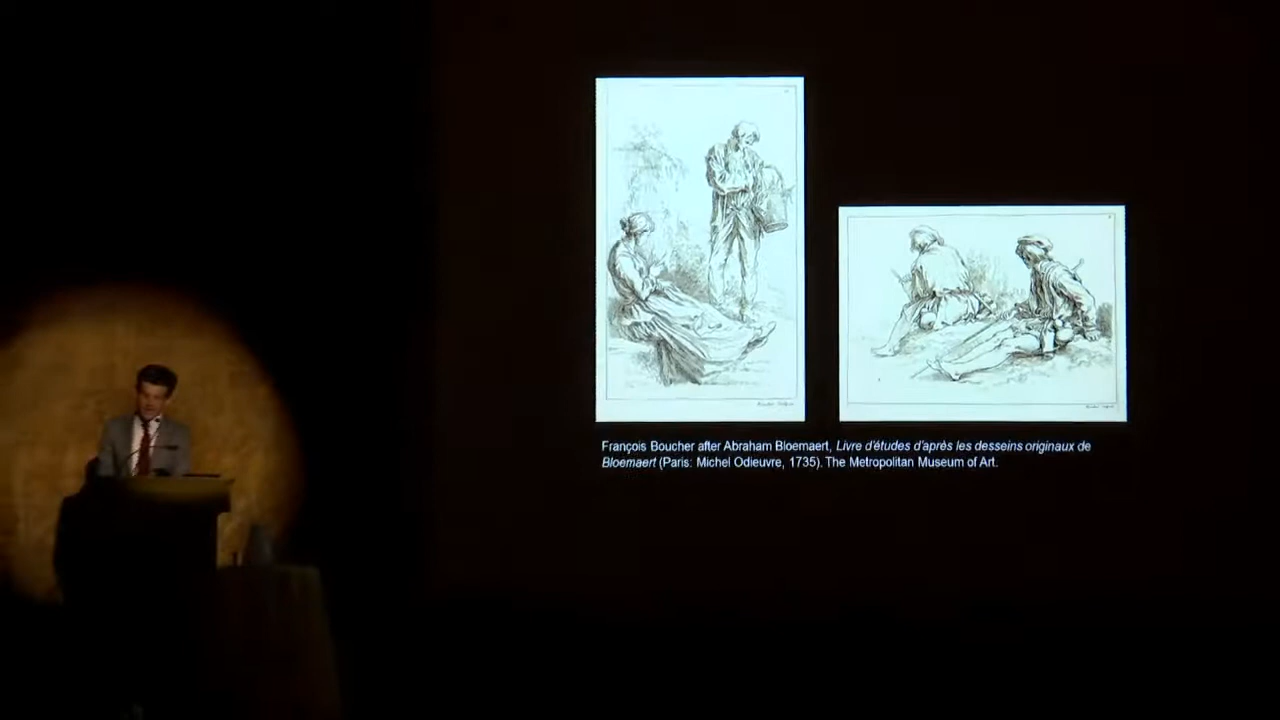 François Boucher after Abraham Bloemaert, Livre d'études d'après les desseins originaux de
Bloemaert (Paris: Michel Odieuvre, 1735). The Metropolitan Museum of Art.